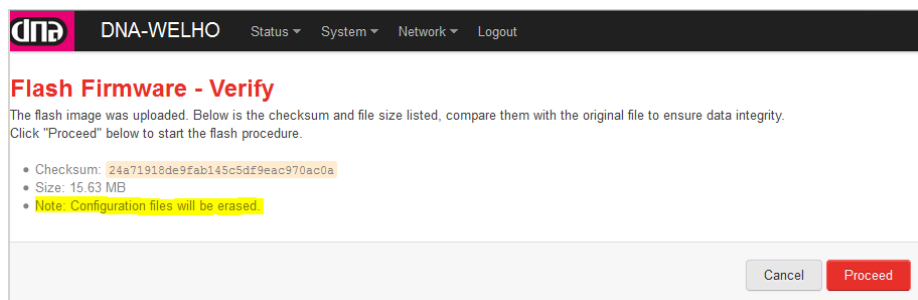 dna DNA-WELHO Status System Network Logout
Flash Firmware - Verify
The flash image was uploaded. Below is the checksum and file size listed, compare them with the original file to ensure data integrity.
Click "Proceed" below to start the flash procedure.
Checksum: 24a71918de9fab145c5df9eac970ac0a
Size: 15.63 MB
Note: Configuration files will be erased.
Cancel Proceed